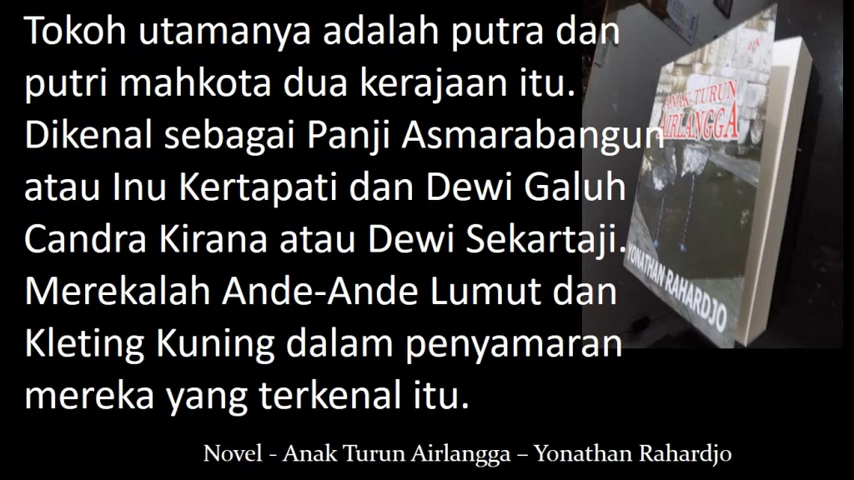 Tokoh utamanya adalah putra dan
putri mahkota dua kerajaan itu.
Dikenal sebagai Panji Asmarabangun
atau Inu Kertapati dan Dewi Galuh
Candra Kirana atau Dewi Sekartaji.
Merekalah Ande-Ande Lumut dan
Kleting Kuning dalam penyamaran
mereka yang terkenal itu.
ANAK TURUN
AIRLANGGA
YONATHAN RAHARDJO
Novel - Anak Turun Airlangga – Yonathan Rahardjo